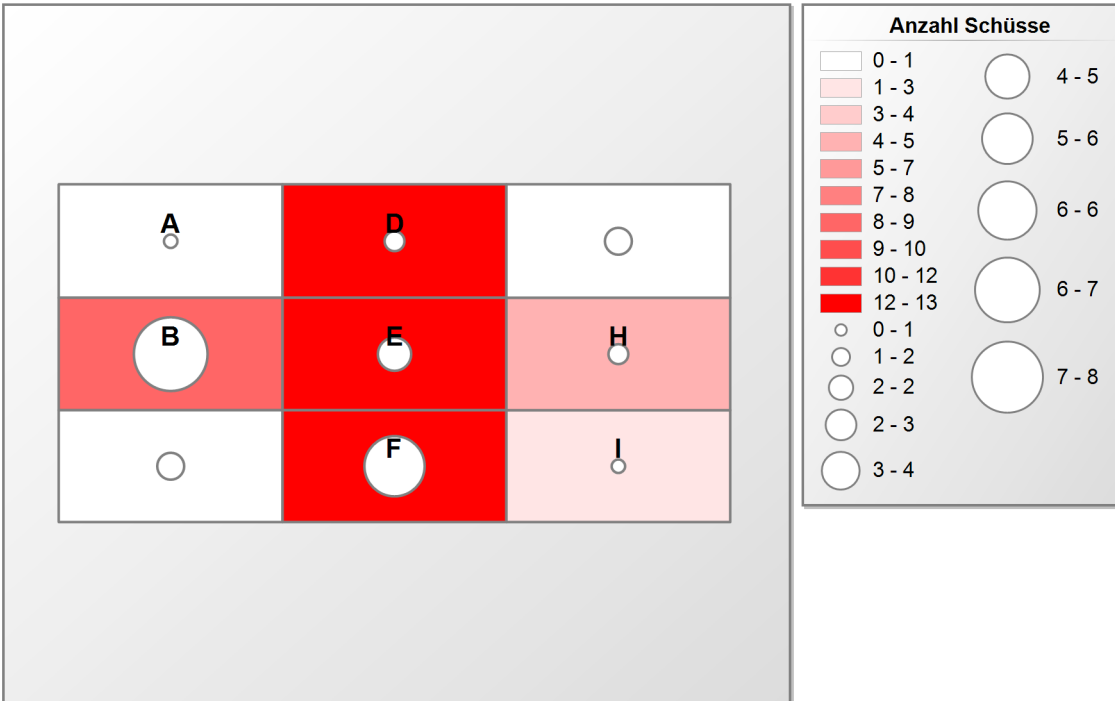 Anzahl Schüsse
0 - 1
1 - 3
3 - 4
4 - 5
5 - 7
7 - 8
8 - 9
9 - 10
10 - 12
12 - 13
0 - 1
1 - 2
2 - 2
2 - 3
3 - 4
4 - 5
5 - 6
6 - 6
6 - 7
7 - 8
A D
B E H
F I